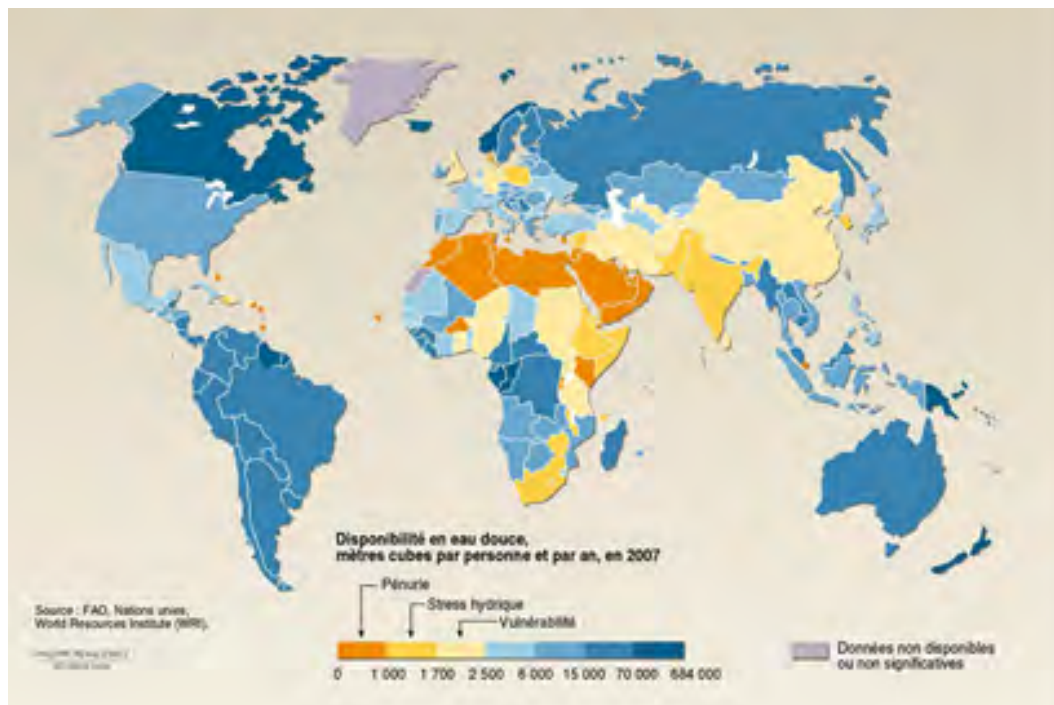 Disponibilité en eau douce,
mètres cubes par personne et par an, en 2007
Pénurie
Stress hydrique
Vulnérabilité
0 1 000 1 700 2 500 6 000 15 000 70 000 684 000
Source : FAO, Nations unies,
World Resources Institute (WRI).
Données non disponibles
ou non significatives